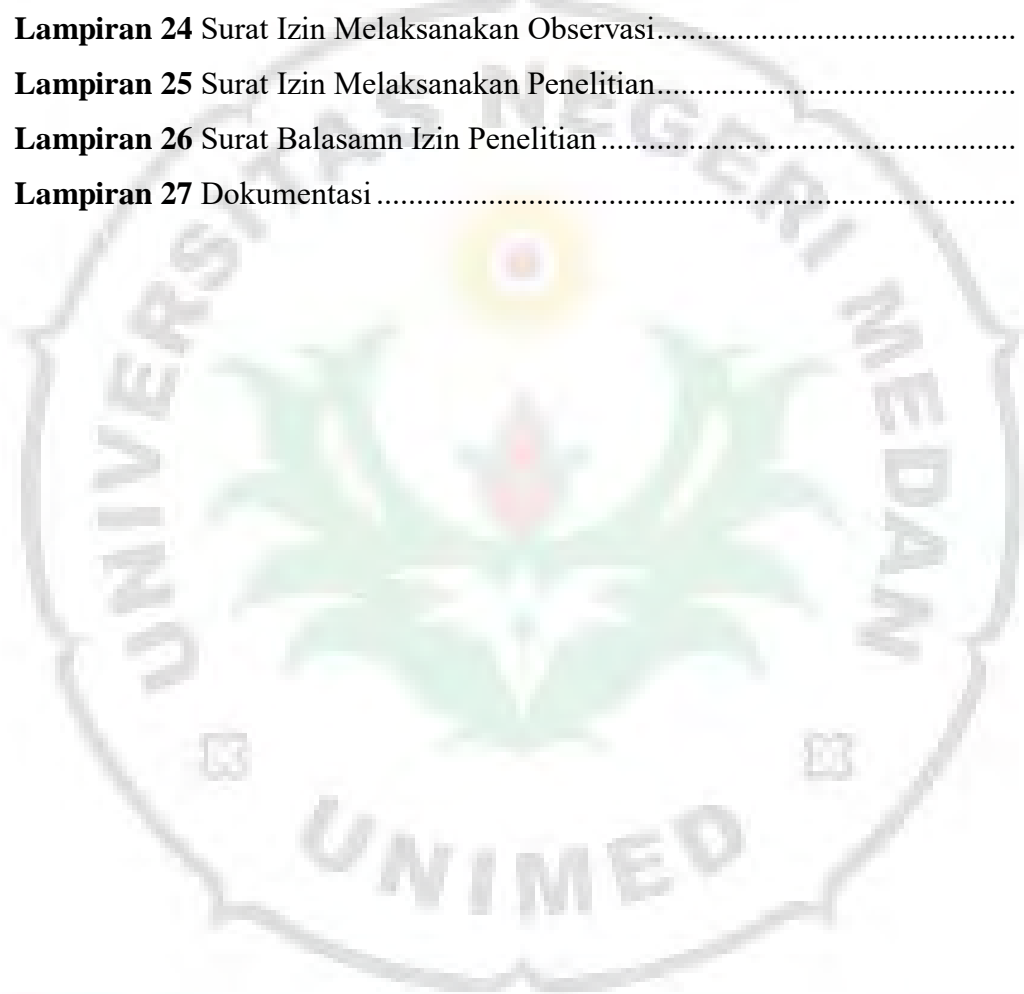 Lampiran 24 Surat Izin Melaksanakan Observasi............................................
Lampiran 25 Surat Izin Melaksanakan Penelitian............................................
Lampiran 26 Surat Balasamn Izin Penelitian...................................................
Lampiran 27 Dokumentasi...............................................................................
UNIVERSITAS NEGERI MEDAN
UNIMED